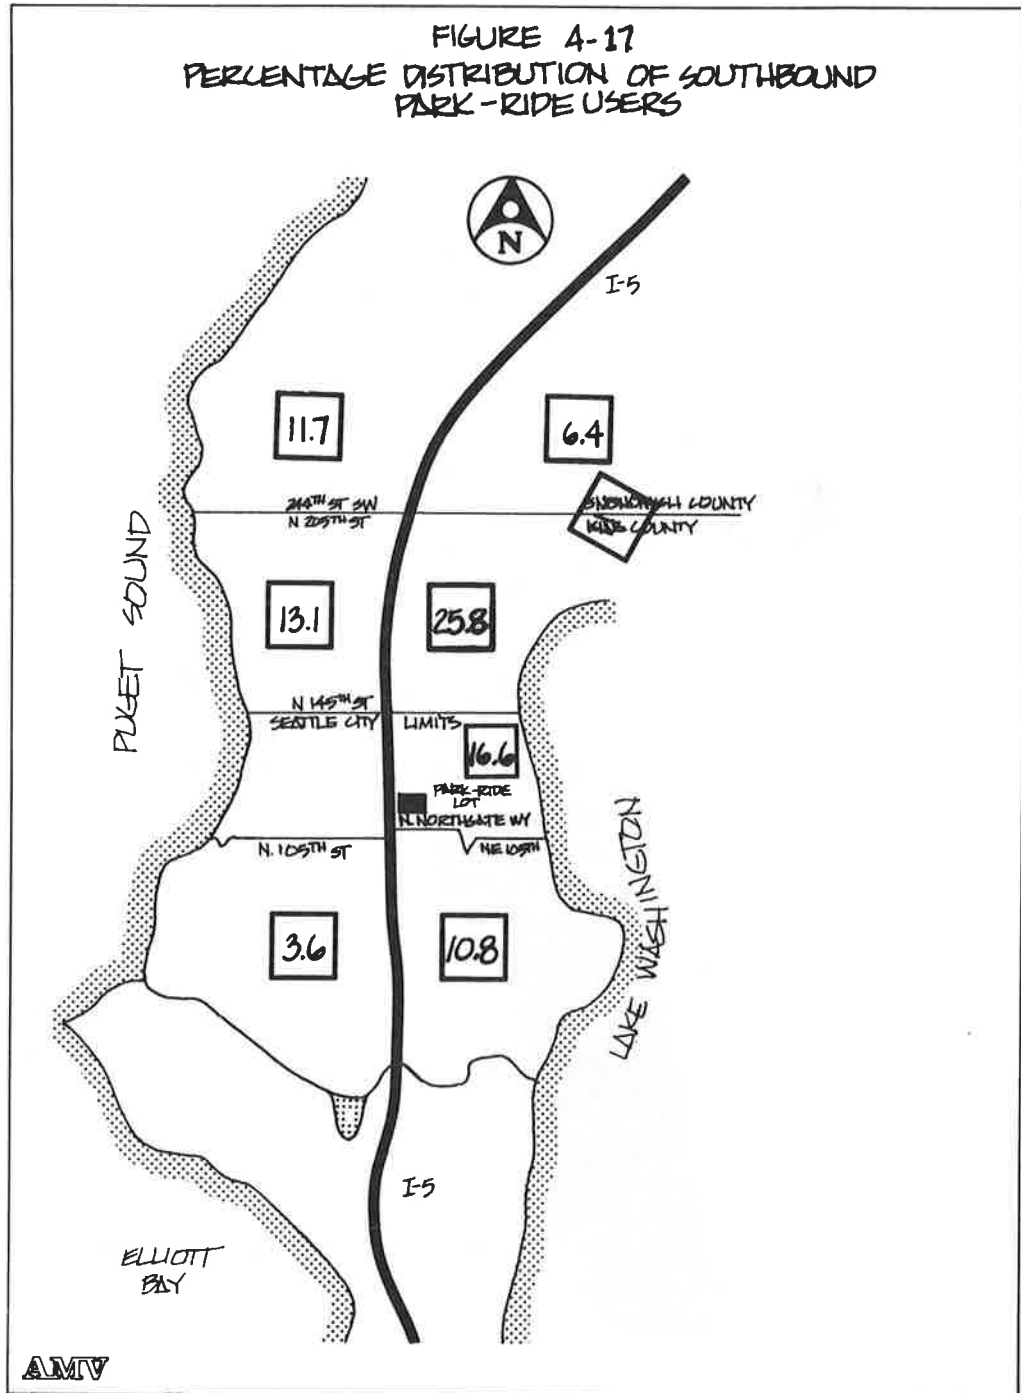 FIGURE 4-17
PERCENTAGE DISTRIBUTION OF SOUTHBOUND
PARK-RIDE USERS
N
I-5
11.7
6.4
244TH ST SW
SNOHOMISH COUNTY
N 205TH ST
KING COUNTY
PUGET SOUND
13.1
25.8
N 145TH ST
SEATTLE CITY LIMITS
16.6
PARK-RIDE
LOT
N. NORTHGATE WY
N. 105TH ST
NE 105TH
LAKE WASHINGTON
3.6
10.8
I-5
ELLIOTT
BAY
AMV